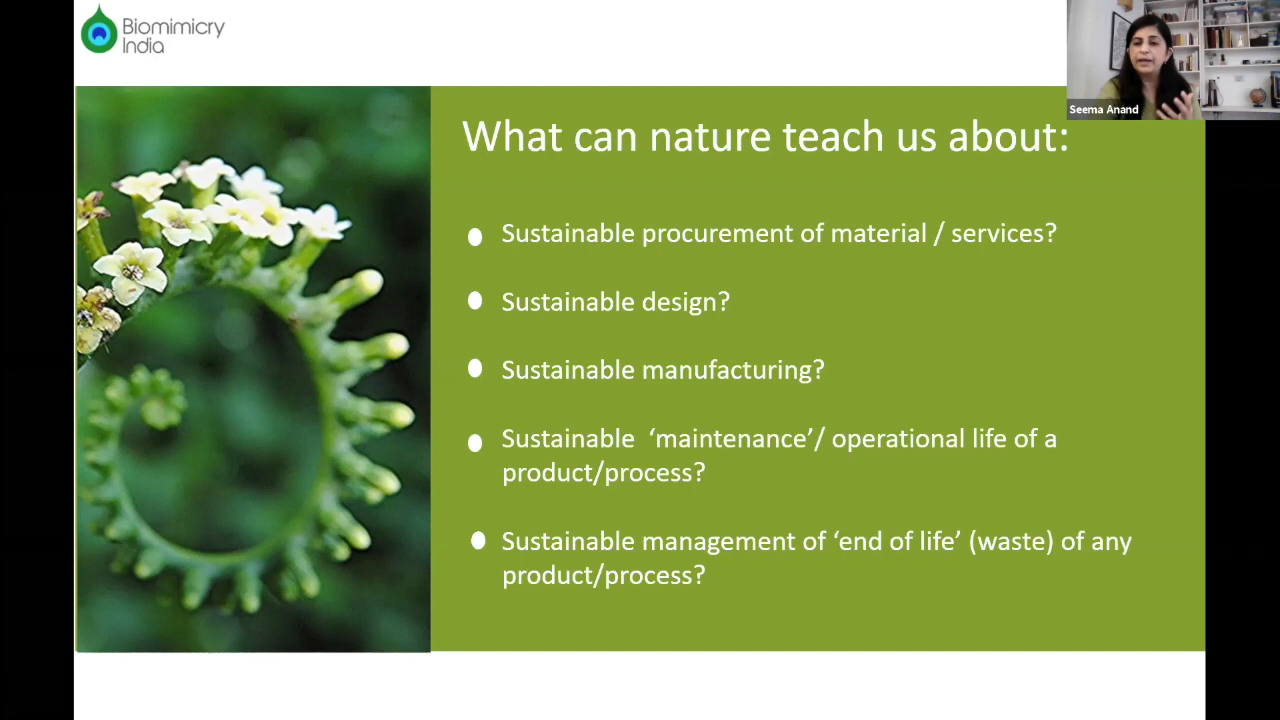 Biomimicry
India
Seema Anand
What can nature teach us about:
Sustainable procurement of material / services?
Sustainable design?
Sustainable manufacturing?
Sustainable ‘maintenance’/ operational life of a
product/process?
Sustainable management of ‘end of life’ (waste) of any
product/process?